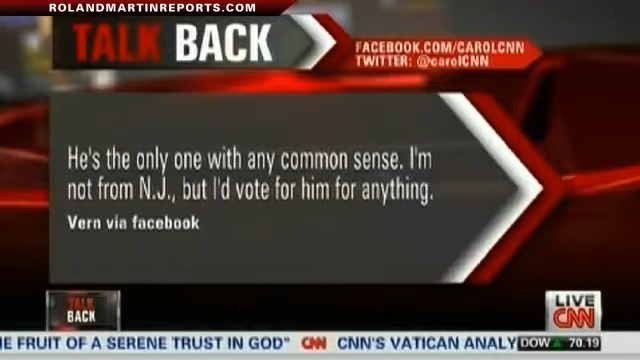 ROLANDMARTINREPORTS.COM
TALK BACK
FACEBOOK.COM/CAROLCNN
TWITTER: @carolCNN
He's the only one with any common sense. I'm
not from N.J., but I'd vote for him for anything.
Vern via facebook
TALK
BACK
LIVE
CNN
FRUIT OF A SERENE TRUST IN GOD" CNN CNN'S VATICAN DOW ▲ 70.19